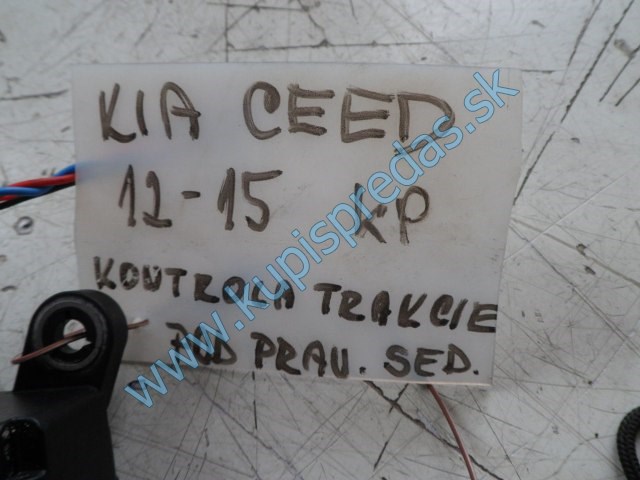 KIA CEED
12-15 KP
KONTROLA TRAKCIE
POD PRAV. SED.
www.kupispredas.sk